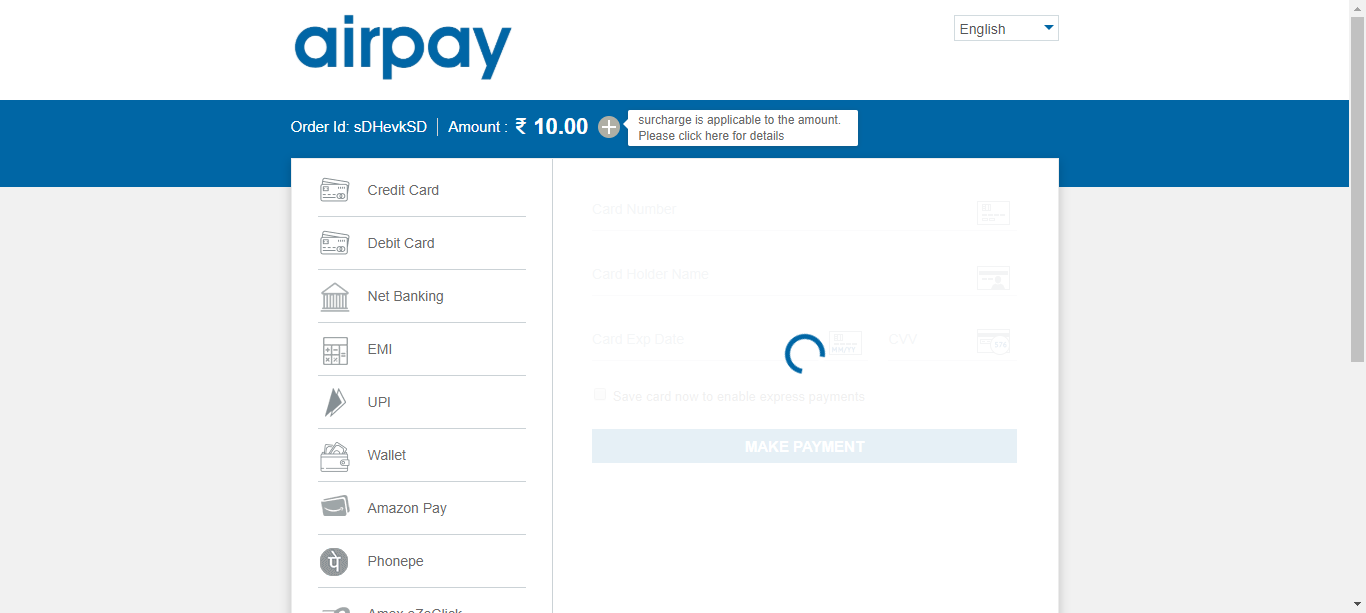 airpay
English
Order Id: sDHevkSD
Amount : ₹ 10.00
surcharge is applicable to the amount.
Please click here for details
Credit Card
Debit Card
Net Banking
EMI
UPI
Wallet
Amazon Pay
Phonepe
Card Number
Card Holder Name
Card Exp Date
CVV
Save card now to enable express payments
MAKE PAYMENT